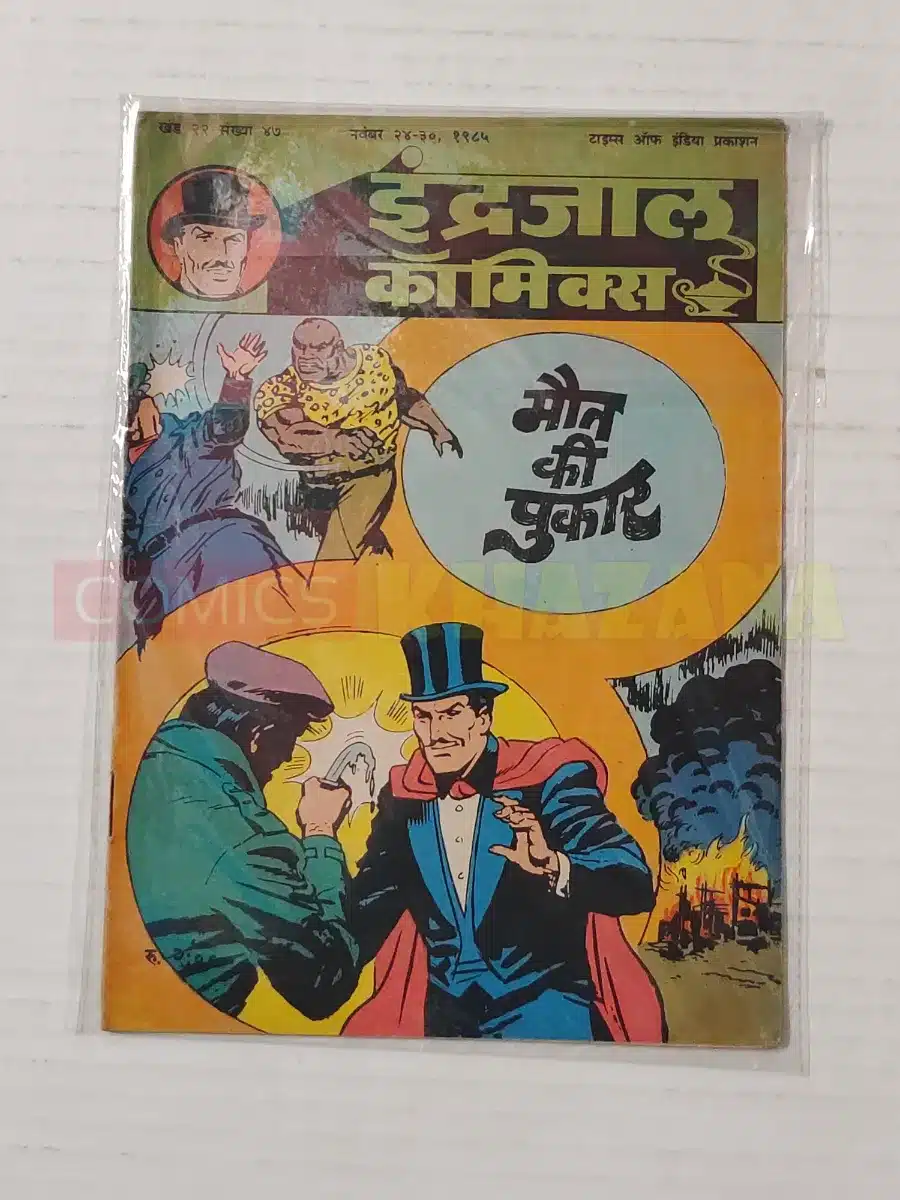 खंड २२ संख्या ४७ नवंबर २४-३०, १९८५ टाइम्स ऑफ इंडिया प्रकाशन
इंद्रजाल
कॉमिक्स
मौत
की
पुकार
COMICS KHAZANA
रु.